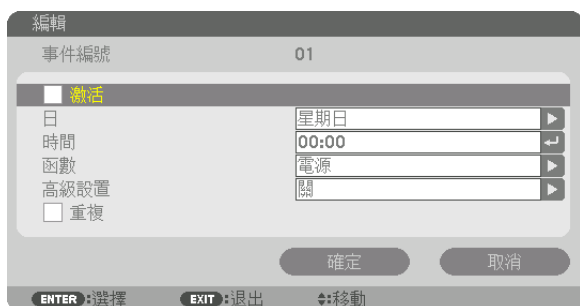 編輯
事件編號 01
激活
日 星期日
時間 00:00
函數 電源
高級設置 關
重複
確定 取消
ENTER:選擇 EXIT:退出 :移動